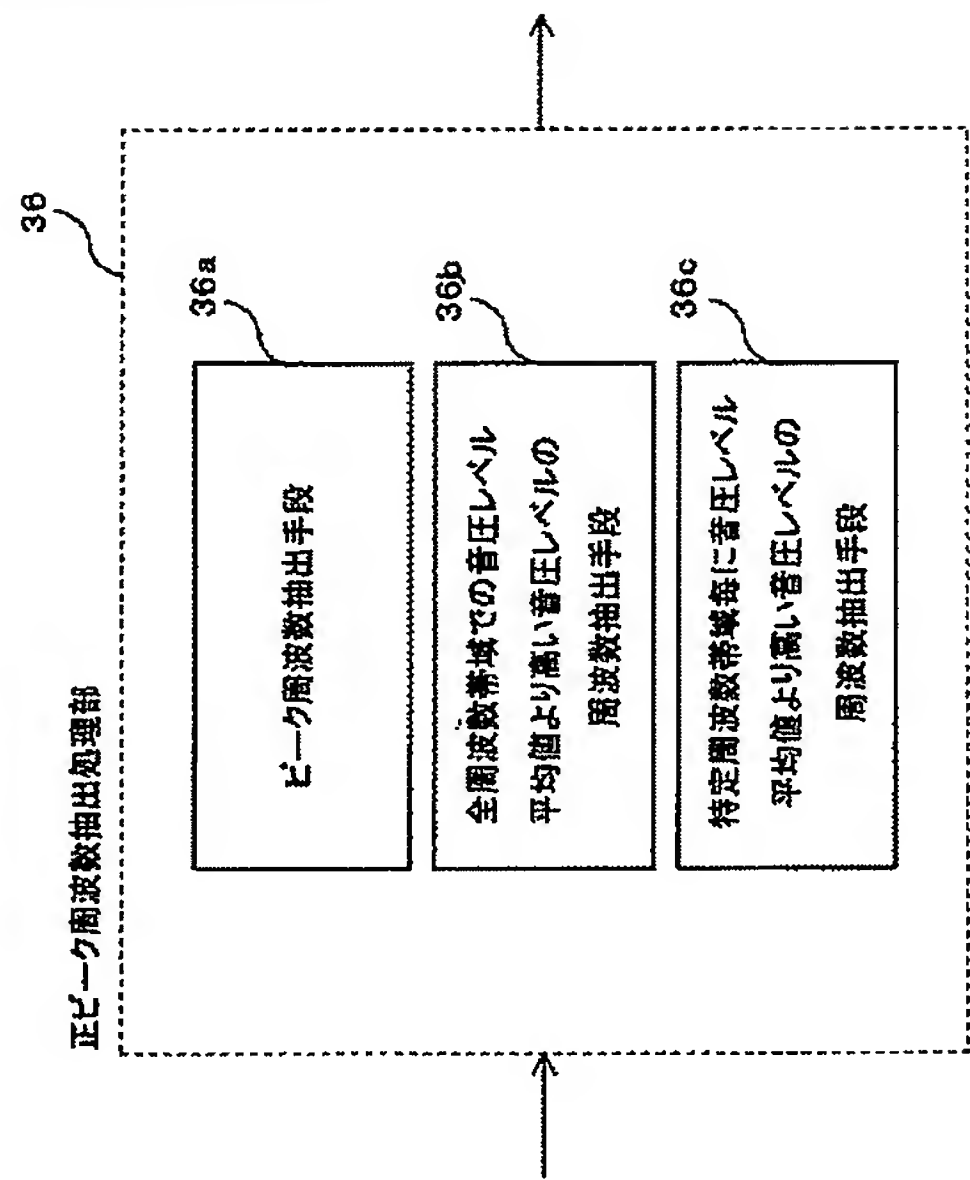 正ピーク周波数抽出処理部
36
36a
ピーク周波数抽出手段
36b
全周波数帯域での音圧レベル
平均値より高い音圧レベルの
周波数抽出手段
36c
特定周波数帯域毎に音圧レベル
平均値より高い音圧レベルの
周波数抽出手段